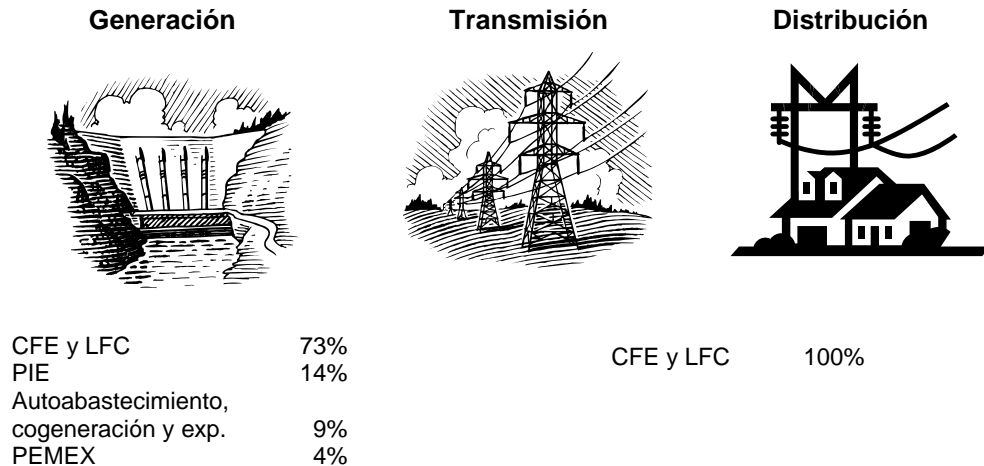 Generación Transmisión Distribución
CFE y LFC 73%
PIE 14%
Autoabastecimiento,
cogeneración y exp. 9%
PEMEX 4%
CFE y LFC 100%